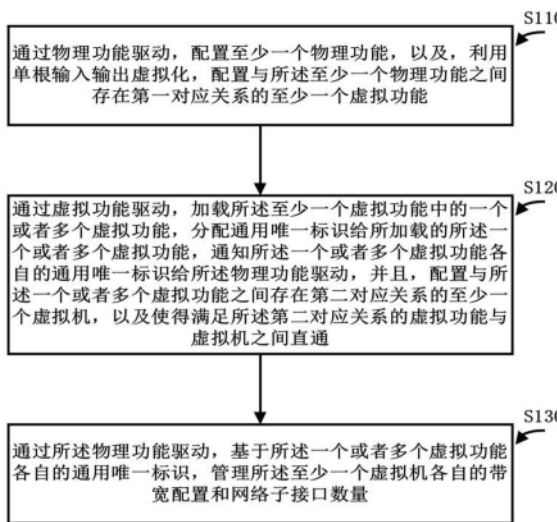 S110
通过物理功能驱动，配置至少一个物理功能，以及，利用
单根输入输出虚拟化，配置与所述至少一个物理功能之间
存在第一对应关系的至少一个虚拟功能
S120
通过虚拟功能驱动，加载所述至少一个虚拟功能中的一个
或者多个虚拟功能，分配通用唯一标识给所加载的所述一
个或者多个虚拟功能，通知所述一个或者多个虚拟功能各
自的通用唯一标识给所述物理功能驱动，并且，配置与所
述一个或者多个虚拟功能之间存在第二对应关系的至少一
个虚拟机，以及使得满足所述第二对应关系的虚拟功能与
虚拟机之间直通
S130
通过所述物理功能驱动，基于所述一个或者多个虚拟功能
各自的通用唯一标识，管理所述至少一个虚拟机各自的带
宽配置和网络子接口数量